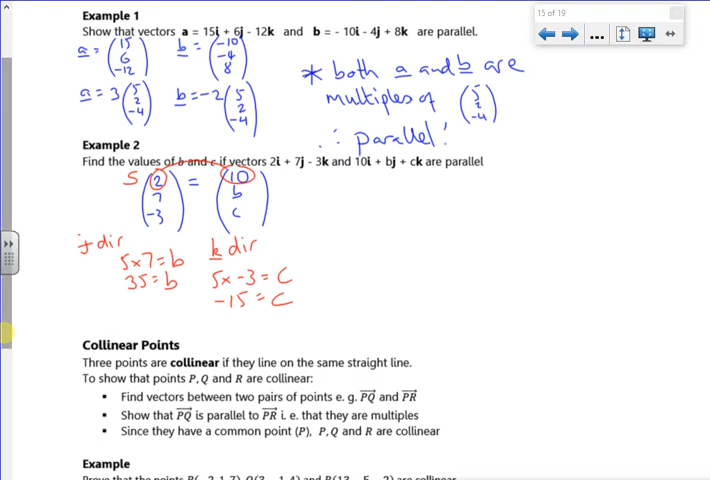 15 of 19
Example 1
Show that vectors a = 15i + 6j - 12k and b = - 10i - 4j + 8k are parallel.
a = (15 6 -12) b = (-10 -4 8)
a = 3 (5 2 -4) b = -2 (5 2 -4)
* both a and b are
multiples of (5 2 -4)
∴ parallel!
Example 2
Find the values of b and c if vectors 2i + 7j - 3k and 10i + bj + ck are parallel
5 (2 7 -3) = (10 b c)
j dir
5x7 = b
35 = b
k dir
5x -3 = C
-15 = C
Collinear Points
Three points are collinear if they line on the same straight line.
To show that points P, Q and R are collinear:
▪ Find vectors between two pairs of points e. g. PQ and PR
▪ Show that PQ is parallel to PR i. e. that they are multiples
▪ Since they have a common point (P), P, Q and R are collinear
Example